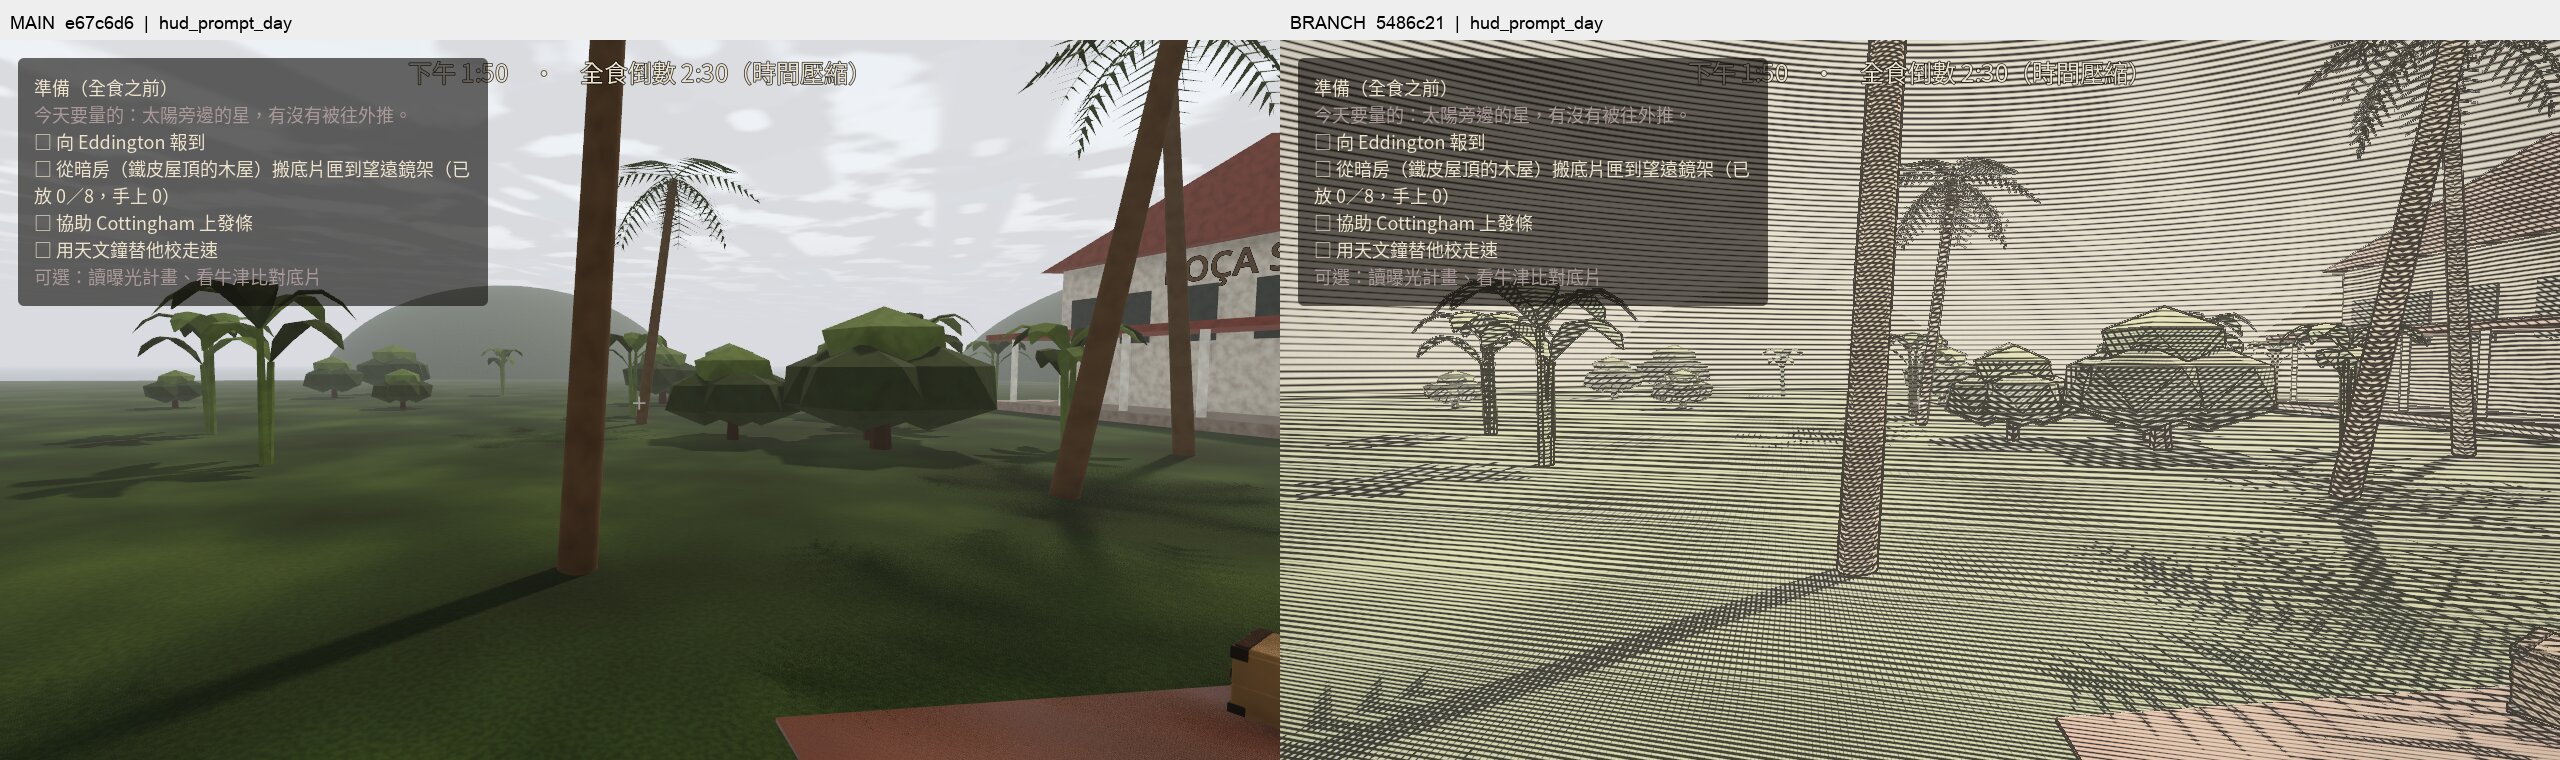 MAIN e67c6d6 | hud_prompt_day
下午 1:50 · 全食倒數 2:30（時間壓縮）
準備（全食之前）
今天要量的：太陽旁邊的星，有沒有被往外推。
□ 向 Eddington 報到
□ 從暗房（鐵皮屋頂的木屋）搬底片匣到望遠鏡架（已
放 0／8，手上 0）
□ 協助 Cottingham 上發條
□ 用天文鐘替他校走速
可選：讀曝光計畫、看牛津比對底片
OÇA S
BRANCH 5486c21 | hud_prompt_day
下午 1:50 · 全食倒數 2:30（時間壓縮）
準備（全食之前）
今天要量的：太陽旁邊的星，有沒有被往外推。
□ 向 Eddington 報到
□ 從暗房（鐵皮屋頂的木屋）搬底片匣到望遠鏡架（已
放 0／8，手上 0）
□ 協助 Cottingham 上發條
□ 用天文鐘替他校走速
可選：讀曝光計畫、看牛津比對底片